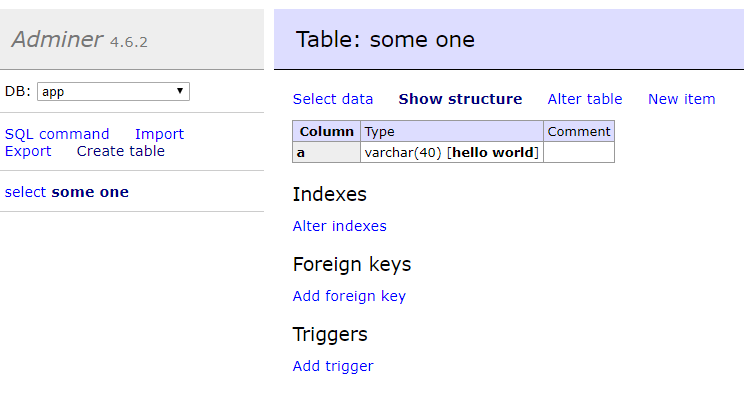 Adminer 4.6.2
DB: app
SQL command Import
Export Create table
select some one
Table: some one
Select data Show structure Alter table New item
Column Type Comment
a varchar(40) [hello world]
Indexes
Alter indexes
Foreign keys
Add foreign key
Triggers
Add trigger